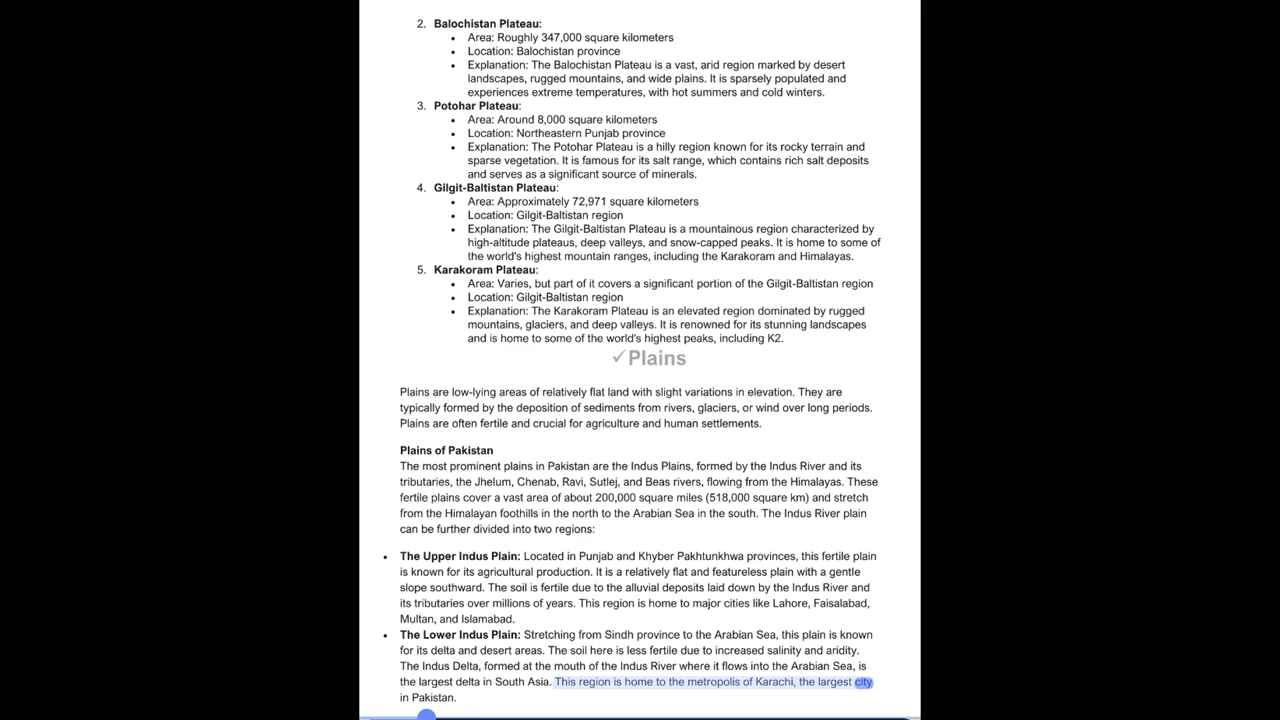 2. Balochistan Plateau:
• Area: Roughly 347,000 square kilometers
• Location: Balochistan province
• Explanation: The Balochistan Plateau is a vast, arid region marked by desert
landscapes, rugged mountains, and wide plains. It is sparsely populated and
experiences extreme temperatures, with hot summers and cold winters.
3. Potohar Plateau:
• Area: Around 8,000 square kilometers
• Location: Northeastern Punjab province
• Explanation: The Potohar Plateau is a hilly region known for its rocky terrain and
sparse vegetation. It is famous for its salt range, which contains rich salt deposits
and serves as a significant source of minerals.
4. Gilgit-Baltistan Plateau:
• Area: Approximately 72,971 square kilometers
• Location: Gilgit-Baltistan region
• Explanation: The Gilgit-Baltistan Plateau is a mountainous region characterized by
high-altitude plateaus, deep valleys, and snow-capped peaks. It is home to some of
the world's highest mountain ranges, including the Karakoram and Himalayas.
5. Karakoram Plateau:
• Area: Varies, but part of it covers a significant portion of the Gilgit-Baltistan region
• Location: Gilgit-Baltistan region
• Explanation: The Karakoram Plateau is an elevated region dominated by rugged
mountains, glaciers, and deep valleys. It is renowned for its stunning landscapes
and is home to some of the world's highest peaks, including K2.
✓Plains
Plains are low-lying areas of relatively flat land with slight variations in elevation. They are
typically formed by the deposition of sediments from rivers, glaciers, or wind over long periods.
Plains are often fertile and crucial for agriculture and human settlements.
Plains of Pakistan
The most prominent plains in Pakistan are the Indus Plains, formed by the Indus River and its
tributaries, the Jhelum, Chenab, Ravi, Sutlej, and Beas rivers, flowing from the Himalayas. These
fertile plains cover a vast area of about 200,000 square miles (518,000 square km) and stretch
from the Himalayan foothills in the north to the Arabian Sea in the south. The Indus River plain
can be further divided into two regions:
• The Upper Indus Plain: Located in Punjab and Khyber Pakhtunkhwa provinces, this fertile plain
is known for its agricultural production. It is a relatively flat and featureless plain with a gentle
slope southward. The soil is fertile due to the alluvial deposits laid down by the Indus River and
its tributaries over millions of years. This region is home to major cities like Lahore, Faisalabad,
Multan, and Islamabad.
• The Lower Indus Plain: Stretching from Sindh province to the Arabian Sea, this plain is known
for its delta and desert areas. The soil here is less fertile due to increased salinity and aridity.
The Indus Delta, formed at the mouth of the Indus River where it flows into the Arabian Sea, is
the largest delta in South Asia. This region is home to the metropolis of Karachi, the largest city
in Pakistan.